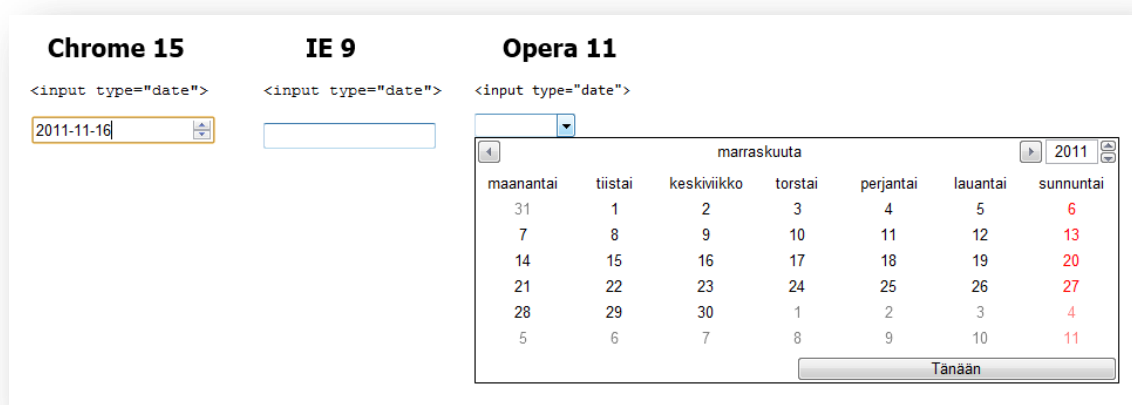 Chrome 15 IE 9 Opera 11
<input type="date"> <input type="date"> <input type="date">
2011-11-16
marraskuuta 2011
maanantai tiistai keskiviikko torstai perjantai lauantai sunnuntai
31 1 2 3 4 5 6
7 8 9 10 11 12 13
14 15 16 17 18 19 20
21 22 23 24 25 26 27
28 29 30 1 2 3 4
5 6 7 8 9 10 11
Tänään